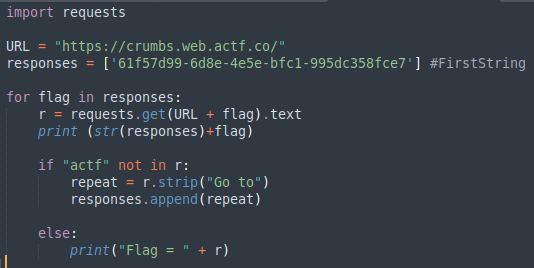 import requests
URL = "https://crumbs.web.actf.co/"
responses = ['61f57d99-6d8e-4e5e-bfc1-995dc358fce7'] #FirstString
for flag in responses:
    r = requests.get(URL + flag).text
    print (str(responses)+flag)
    if "actf" not in r:
        repeat = r.strip("Go to")
        responses.append(repeat)
    else:
        print("Flag = " + r)